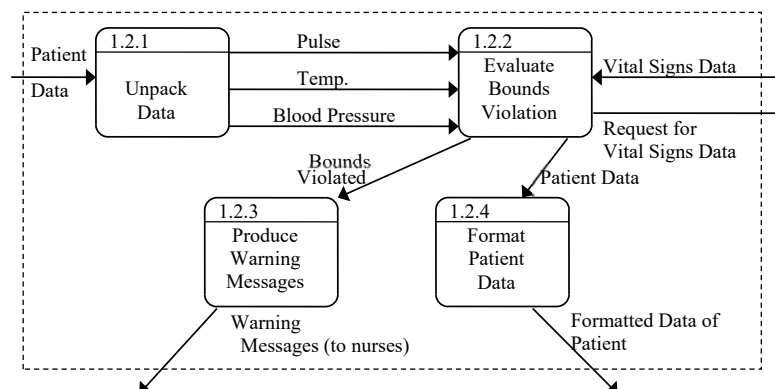 Patient
Data
1.2.1
Unpack
Data
Pulse
Temp.
Blood Pressure
1.2.2
Evaluate
Bounds
Violation
Vital Signs Data
Request for
Vital Signs Data
Bounds
Violated
Patient Data
1.2.3
Produce
Warning
Messages
1.2.4
Format
Patient
Data
Warning
Messages (to nurses)
Formatted Data of
Patient